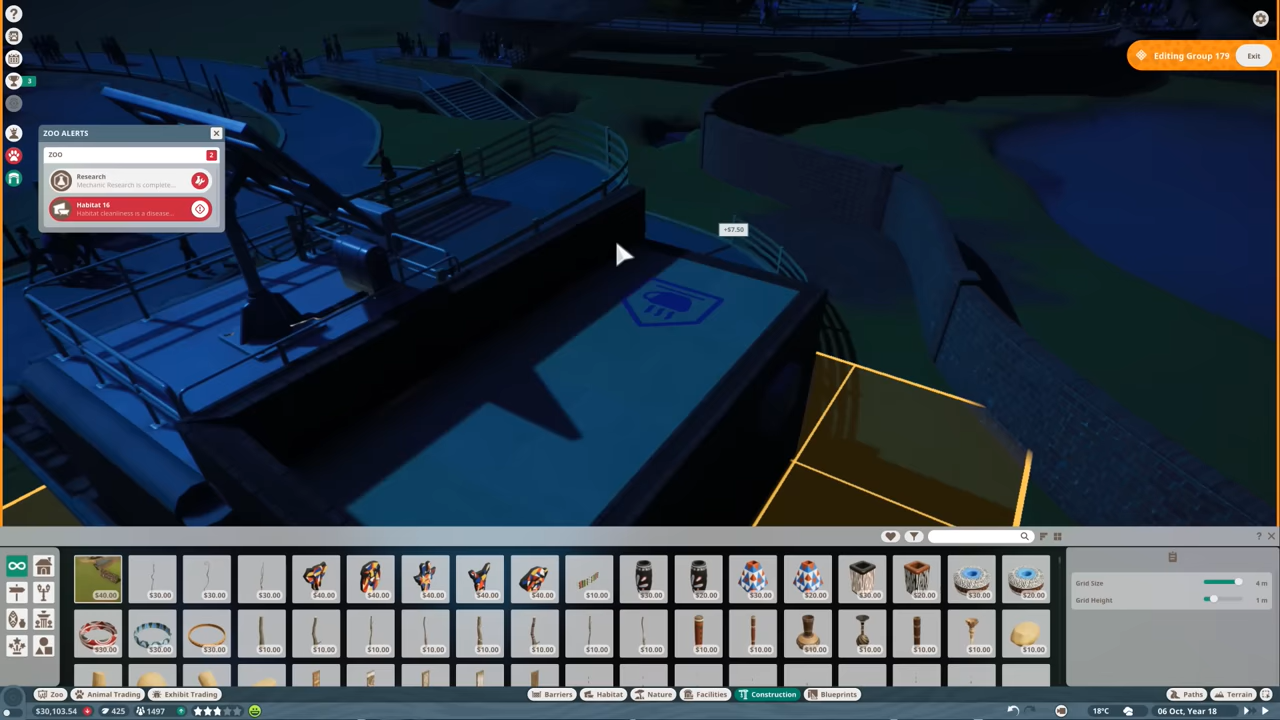 ?
Editing Group 179
Exit
3
ZOO ALERTS
ZOO
2
Research
Mechanic Research is complete...
Habitat 16
Habitat cleanliness is a disease...
+$7.50
?
Grid Size
4 m
Grid Height
1 m
$40.00 $30.00 $30.00 $30.00 $40.00 $40.00 $40.00 $40.00 $40.00 $10.00 $30.00 $20.00 $30.00 $20.00 $30.00 $20.00 $30.00 $20.00
$30.00 $30.00 $30.00 $10.00 $10.00 $10.00 $10.00 $10.00 $10.00 $10.00 $10.00 $10.00 $10.00 $10.00 $10.00 $10.00 $10.00 $10.00
Zoo Animal Trading Exhibit Trading Barriers Habitat Nature Facilities Construction Blueprints Paths Terrain
$30,103.54 425 1497 18°C 06 Oct, Year 18